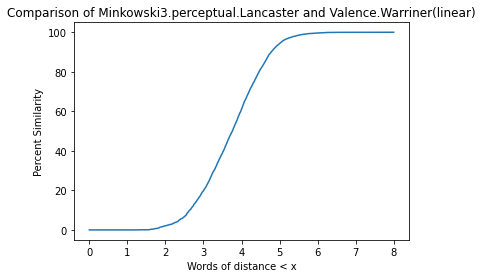 Comparison of Minkowski3.perceptual.Lancaster and Valence.Warriner(linear)
100
80
60
40
20
0
Percent Similarity
0 1 2 3 4 5 6 7 8
Words of distance < x